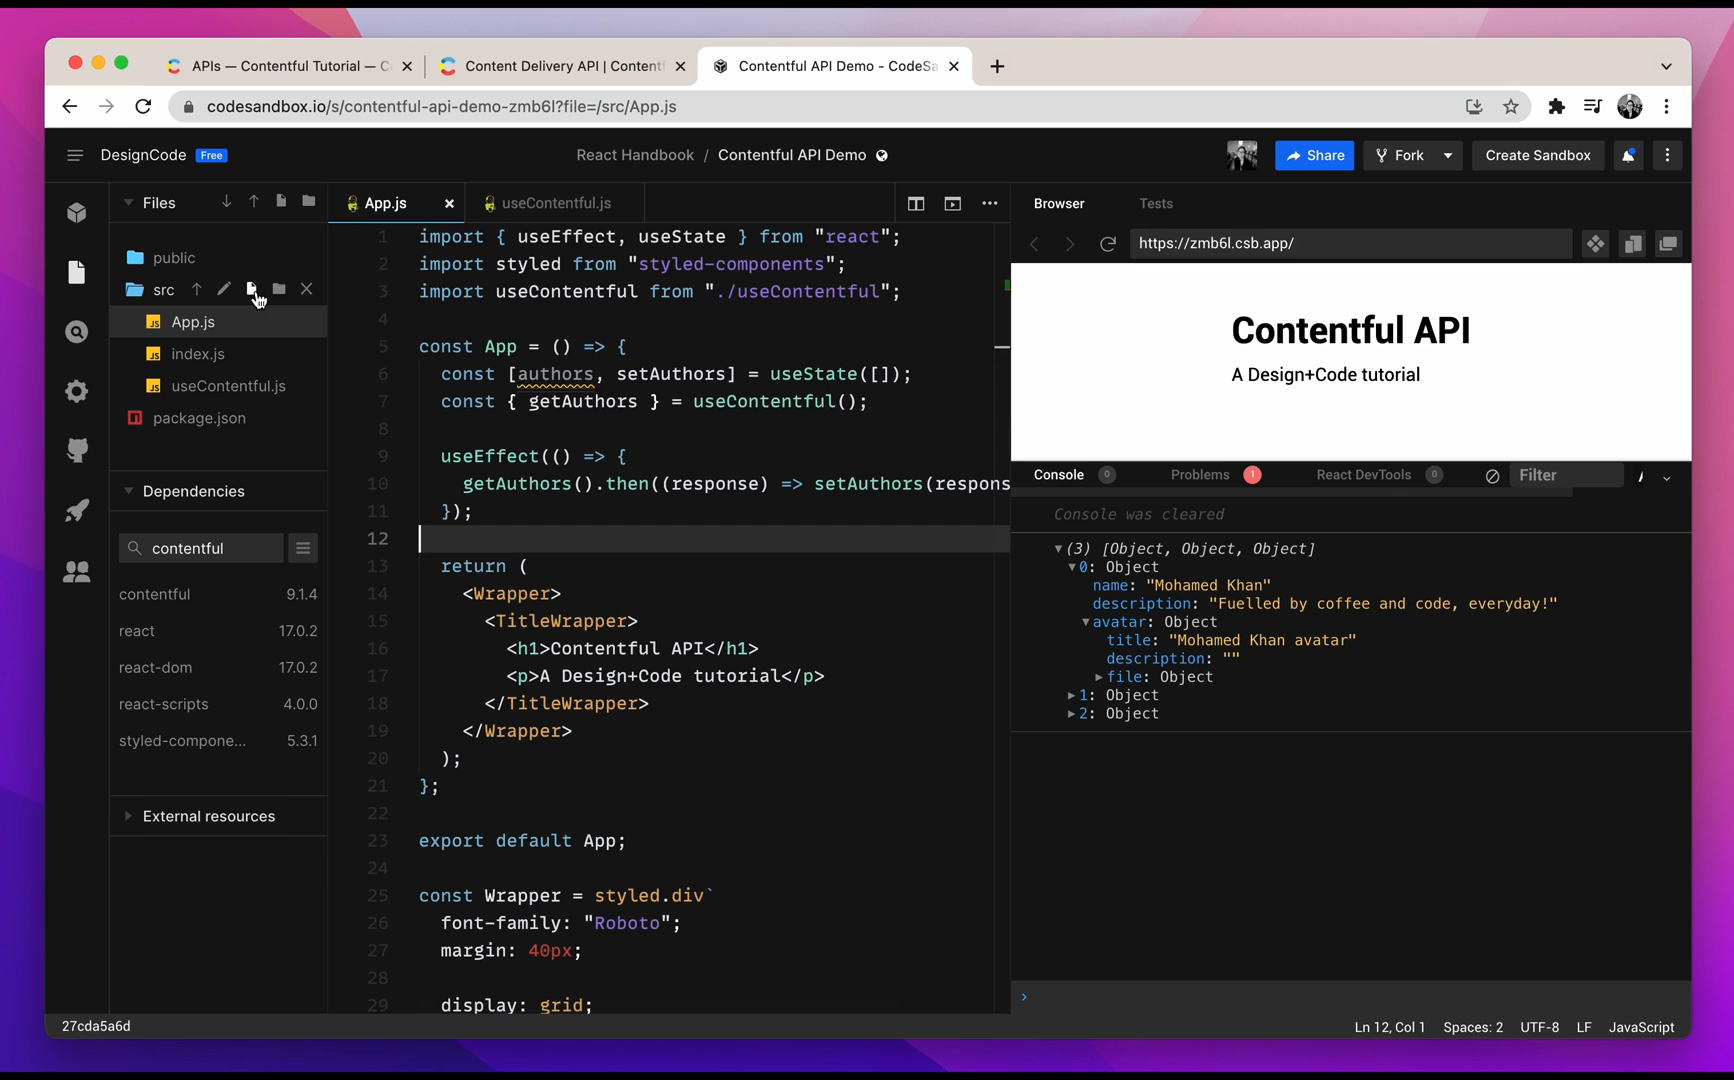 APIs — Contentful Tutorial — C
Content Delivery API | Contentf
Contentful API Demo - CodeSa
codesandbox.io/s/contentful-api-demo-zmb6l?file=/src/App.js
DesignCode Free
React Handbook / Contentful API Demo
Share
Fork
Create Sandbox
Files
public
src
App.js
index.js
useContentful.js
package.json
Dependencies
contentful
contentful 9.1.4
react 17.0.2
react-dom 17.0.2
react-scripts 4.0.0
styled-compone... 5.3.1
External resources
App.js
useContentful.js
1 import { useEffect, useState } from "react";
2 import styled from "styled-components";
3 import useContentful from "./useContentful";
4
5 const App = () => {
6 const [authors, setAuthors] = useState([]);
7 const { getAuthors } = useContentful();
8
9 useEffect(() => {
10 getAuthors().then((response) => setAuthors(respons
11 });
12
13 return (
14 <Wrapper>
15 <TitleWrapper>
16 <h1>Contentful API</h1>
17 <p>A Design+Code tutorial</p>
18 </TitleWrapper>
19 </Wrapper>
20 );
21 };
22
23 export default App;
24
25 const Wrapper = styled.div`
26 font-family: "Roboto";
27 margin: 40px;
28
29 display: grid;
Browser
Tests
https://zmb6l.csb.app/
Contentful API
A Design+Code tutorial
Console 0
Problems 1
React DevTools 0
Filter
Console was cleared
(3) [Object, Object, Object]
0: Object
name: "Mohamed Khan"
description: "Fuelled by coffee and code, everyday!"
avatar: Object
title: "Mohamed Khan avatar"
description: ""
file: Object
1: Object
2: Object
27cda5a6d
Ln 12, Col 1 Spaces: 2 UTF-8 LF JavaScript